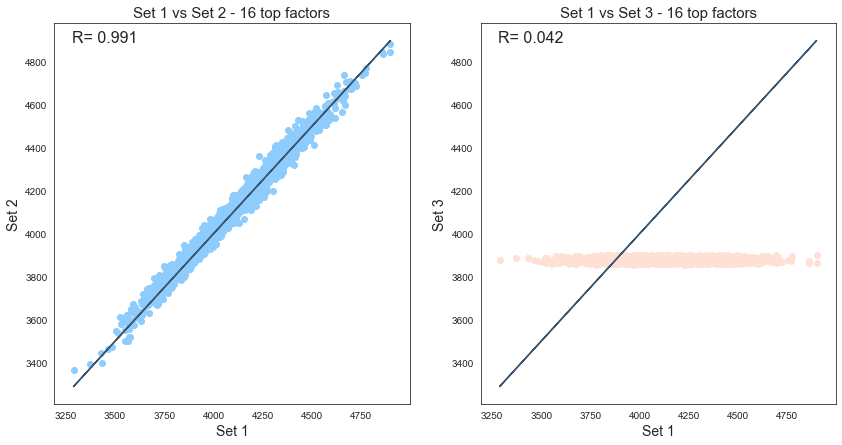 Set 1 vs Set 2 - 16 top factors
R= 0.991
4800
4600
4400
4200
4000
3800
3600
3400
Set 2
3250 3500 3750 4000 4250 4500 4750
Set 1
Set 1 vs Set 3 - 16 top factors
R= 0.042
4800
4600
4400
4200
4000
3800
3600
3400
Set 3
3250 3500 3750 4000 4250 4500 4750
Set 1